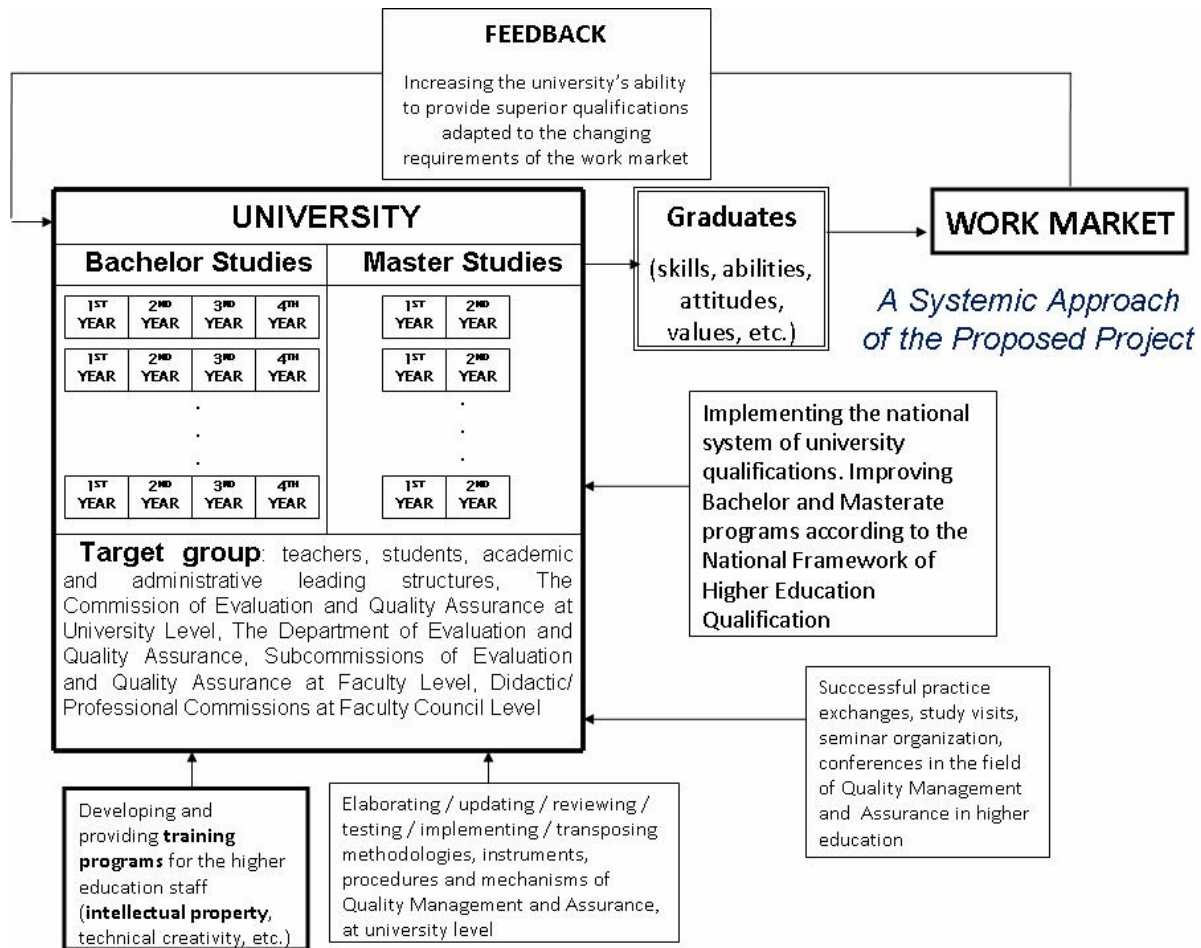 FEEDBACK
Increasing the university's ability
to provide superior qualifications
adapted to the changing
requirements of the work market
UNIVERSITY
Bachelor Studies
Master Studies
1ST YEAR 2ND YEAR 3RD YEAR 4TH YEAR
1ST YEAR 2ND YEAR
1ST YEAR 2ND YEAR 3RD YEAR 4TH YEAR
1ST YEAR 2ND YEAR
1ST YEAR 2ND YEAR 3RD YEAR 4TH YEAR
1ST YEAR 2ND YEAR
Target group: teachers, students, academic
and administrative leading structures, The
Commission of Evaluation and Quality Assurance at
University Level, The Department of Evaluation and
Quality Assurance, Subcommissions of Evaluation
and Quality Assurance at Faculty Level, Didactic/
Professional Commissions at Faculty Council Level
Graduates
(skills, abilities,
attitudes,
values, etc.)
WORK MARKET
A Systemic Approach
of the Proposed Project
Implementing the national
system of university
qualifications. Improving
Bachelor and Masterate
programs according to the
National Framework of
Higher Education
Qualification
Succcessful practice
exchanges, study visits,
seminar organization,
conferences in the field
of Quality Management
and Assurance in higher
education
Developing and
providing training
programs for the higher
education staff
(intellectual property,
technical creativity, etc.)
Elaborating / updating / reviewing /
testing / implementing / transposing
methodologies, instruments,
procedures and mechanisms of
Quality Management and Assurance,
at university level